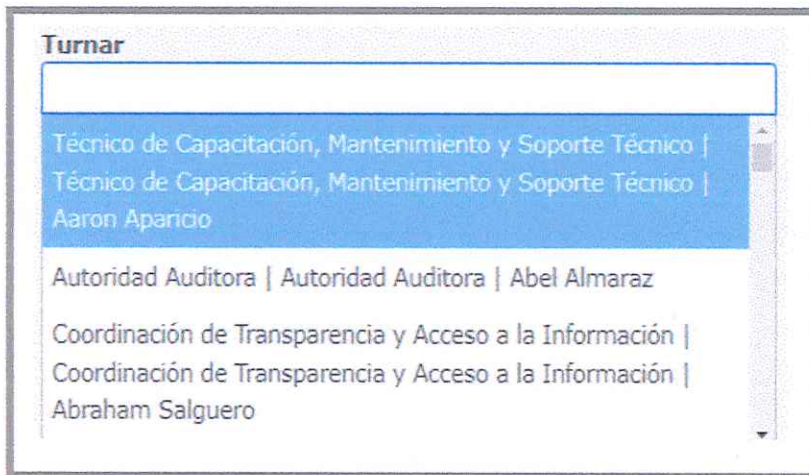 Turnar
Técnico de Capacitación, Mantenimiento y Soporte Técnico |
Técnico de Capacitación, Mantenimiento y Soporte Técnico |
Aaron Aparicio
Autoridad Auditora | Autoridad Auditora | Abel Almaraz
Coordinación de Transparencia y Acceso a la Información |
Coordinación de Transparencia y Acceso a la Información |
Abraham Salguero